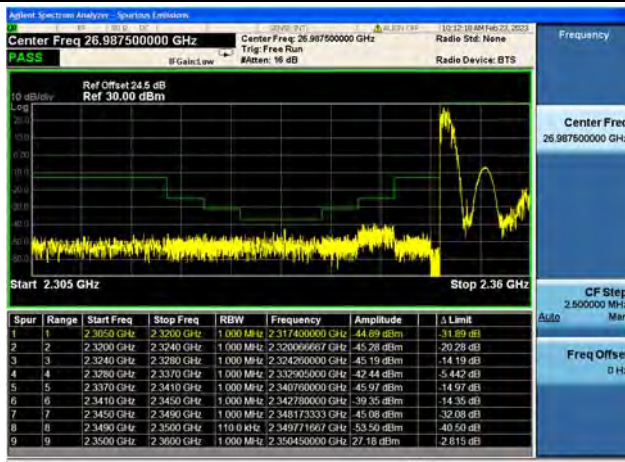 Agilent Spectrum Analyzer - Spurious Emissions
SENSE:INT ALIGN OFF 10:12:18 AM Feb 23, 2023
Center Freq 26.987500000 GHz Center Freq: 26.987500000 GHz Radio Std: None
Trig: Free Run
PASS IFGain:Low #Atten: 16 dB Radio Device: BTS
Ref Offset 24.5 dB
10 dB/div Ref 30.00 dBm
Log
Start 2.305 GHz Stop 2.36 GHz
Spur Range Start Freq Stop Freq RBW Frequency Amplitude Δ Limit
1 1 2.3050 GHz 2.3200 GHz 1.000 MHz 2.317400000 GHz -44.89 dBm -31.89 dB
2 2 2.3200 GHz 2.3240 GHz 1.000 MHz 2.320066667 GHz -45.28 dBm -20.28 dB
3 3 2.3240 GHz 2.3280 GHz 1.000 MHz 2.324260000 GHz -45.19 dBm -14.19 dB
4 4 2.3280 GHz 2.3370 GHz 1.000 MHz 2.332905000 GHz -42.44 dBm -5.442 dB
5 5 2.3370 GHz 2.3410 GHz 1.000 MHz 2.340760000 GHz -45.97 dBm -14.97 dB
6 6 2.3410 GHz 2.3450 GHz 1.000 MHz 2.342780000 GHz -39.35 dBm -14.35 dB
7 7 2.3450 GHz 2.3490 GHz 1.000 MHz 2.348173333 GHz -45.08 dBm -32.08 dB
8 8 2.3490 GHz 2.3500 GHz 110.0 kHz 2.349771667 GHz -53.50 dBm -40.50 dB
9 9 2.3500 GHz 2.3600 GHz 1.000 MHz 2.350450000 GHz 27.18 dBm -2.815 dB
Frequency
Center Freq
26.987500000 GHz
CF Step
2.500000 MHz
Auto Man
Freq Offset
0 Hz